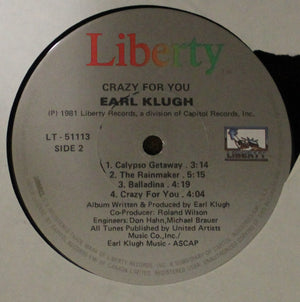 Liberty
CRAZY FOR YOU
EARL KLUGH
(P) 1981 Liberty Records, a division of Capitol Records, Inc.
LT-51113
SIDE 2
LIBERTY
1. Calypso Getaway . 3:14
2. The Rainmaker . 5:15
3. Balladina . 4:19
4. Crazy For You . 4:04
Album Written & Produced by Earl Klugh
Co-Producer: Roland Wilson
Engineers: Don Hahn, Michael Brauer
All Tunes Published by United Artists
Music Co., Inc./
Earl Klugh Music - ASCAP